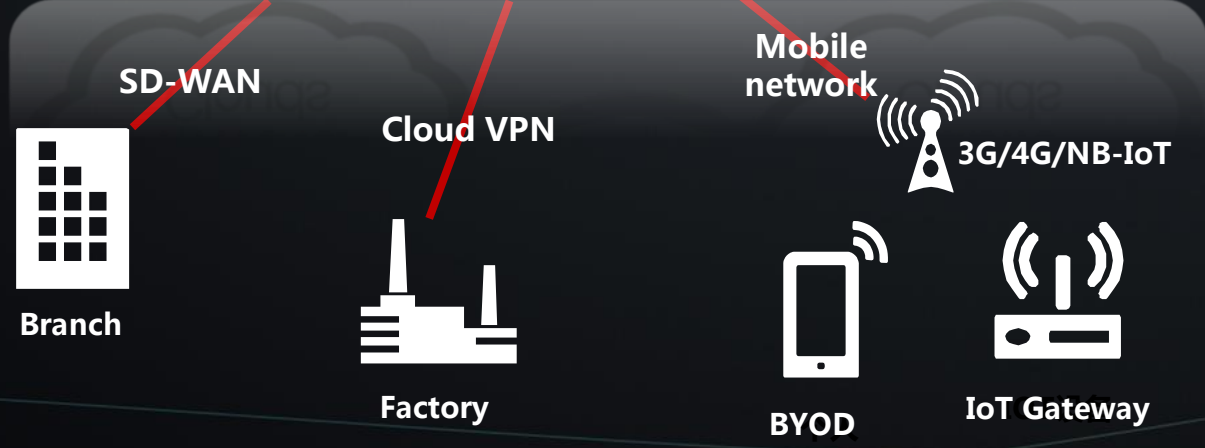 Mobile
network
SD-WAN
Cloud VPN
3G/4G/NB-IoT
Branch
Factory
BYOD
IoT Gateway